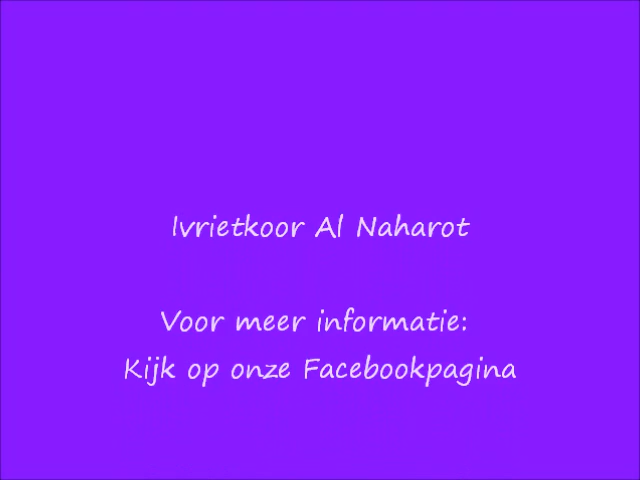 Ivrietkoor Al Naharot
Voor meer informatie:
Kijk op onze Facebookpagina